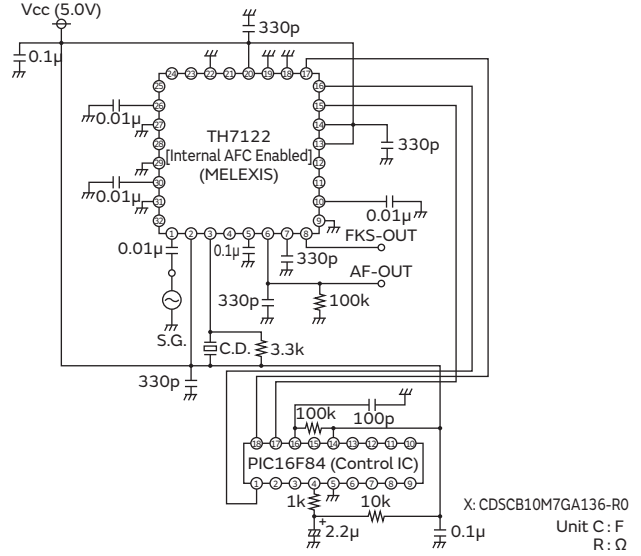 Vcc (5.0V)
0.1μ
330p
24 23 22 21 20 19 18 17
25
26
27
28
29
30
31
32
16
15
14
13
12
11
10
9
0.01μ
0.01μ
TH7122
[Internal AFC Enabled]
(MELEXIS)
330p
0.01μ
1 2 3 4 5 6 7 8
FKS-OUT
0.01μ
0.1μ
330p
AF-OUT
330p
100k
S.G.
C.D.
3.3k
330p
100k
100p
18 17 16 15 14 13 12 11 10
PIC16F84 (Control IC)
1 2 3 4 5 6 7 8 9
1k
10k
+
2.2μ
0.1μ
X: CDSCB10M7GA136-R0
Unit C : F
R : Ω